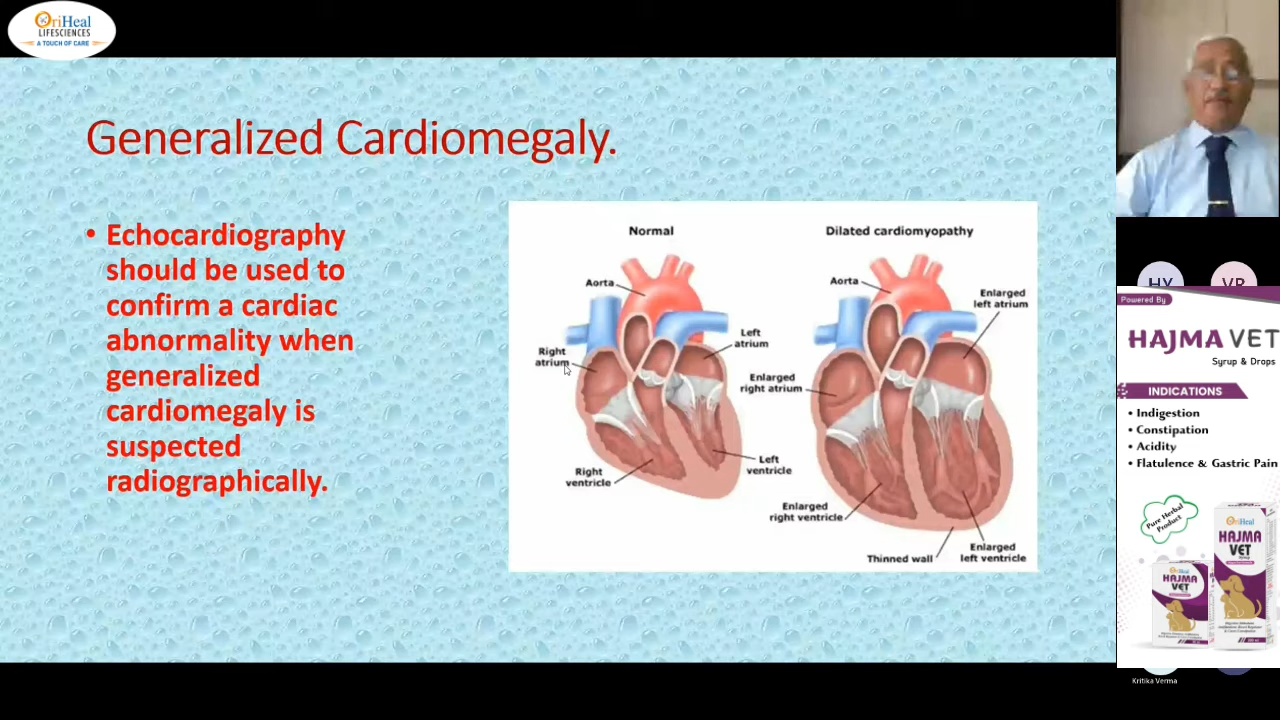 OriHeal
LIFESCIENCES
A TOUCH OF CARE
Generalized Cardiomegaly.
• Echocardiography
should be used to
confirm a cardiac
abnormality when
generalized
cardiomegaly is
suspected
radiographically.
Normal
Aorta
Left
atrium
Right
atrium
Left
ventricle
Right
ventricle
Dilated cardiomyopathy
Aorta
Enlarged
left atrium
Enlarged
right atrium
Enlarged
right ventricle
Enlarged
left ventricle
Thinned wall
HY
VR
Powered By
HAJMA VET
Syrup & Drops
INDICATIONS
• Indigestion
• Constipation
• Acidity
• Flatulence & Gastric Pain
Pure Herbal
Product
OriHeal
HAJMA
VET
HAJMA
VET
Kritika Verma